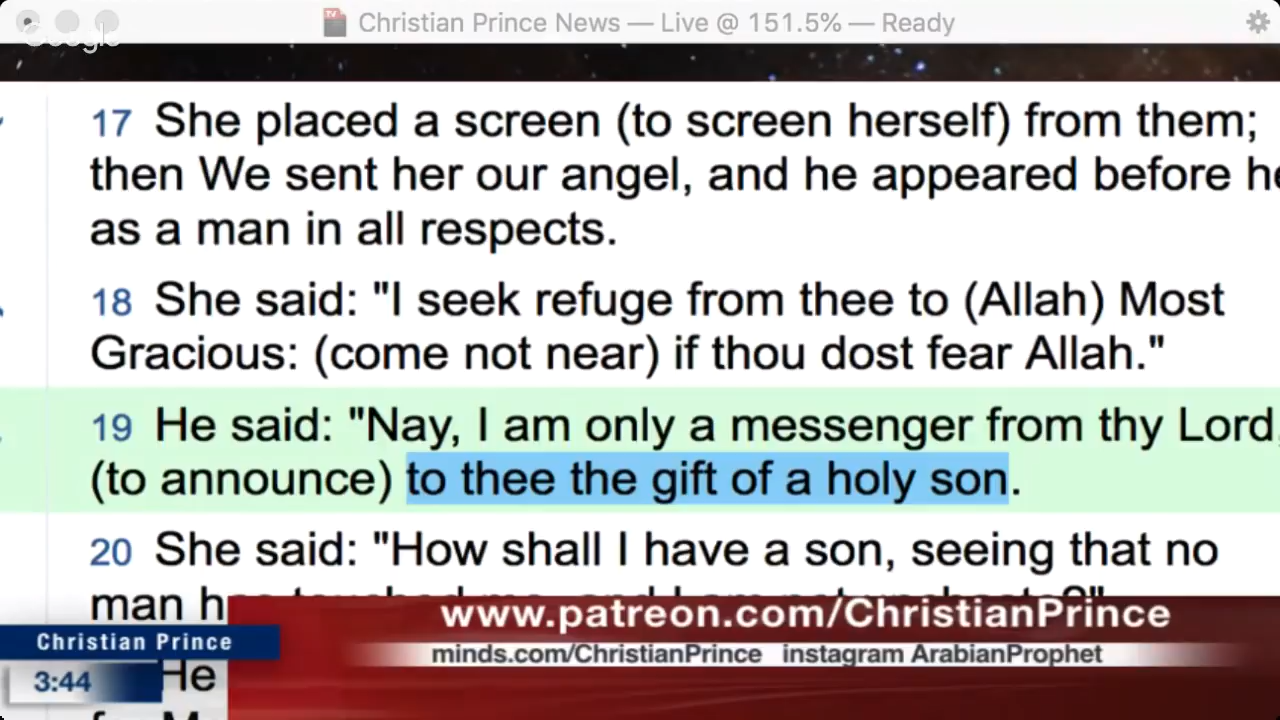 Christian Prince News — Live @ 151.5% — Ready
Google
17 She placed a screen (to screen herself) from them;
then We sent her our angel, and he appeared before he
as a man in all respects.
18 She said: "I seek refuge from thee to (Allah) Most
Gracious: (come not near) if thou dost fear Allah."
19 He said: "Nay, I am only a messenger from thy Lord,
(to announce) to thee the gift of a holy son.
20 She said: "How shall I have a son, seeing that no
man
www.patreon.com/ChristianPrince
Christian Prince
minds.com/ChristianPrince instagram ArabianProphet
3:44
He